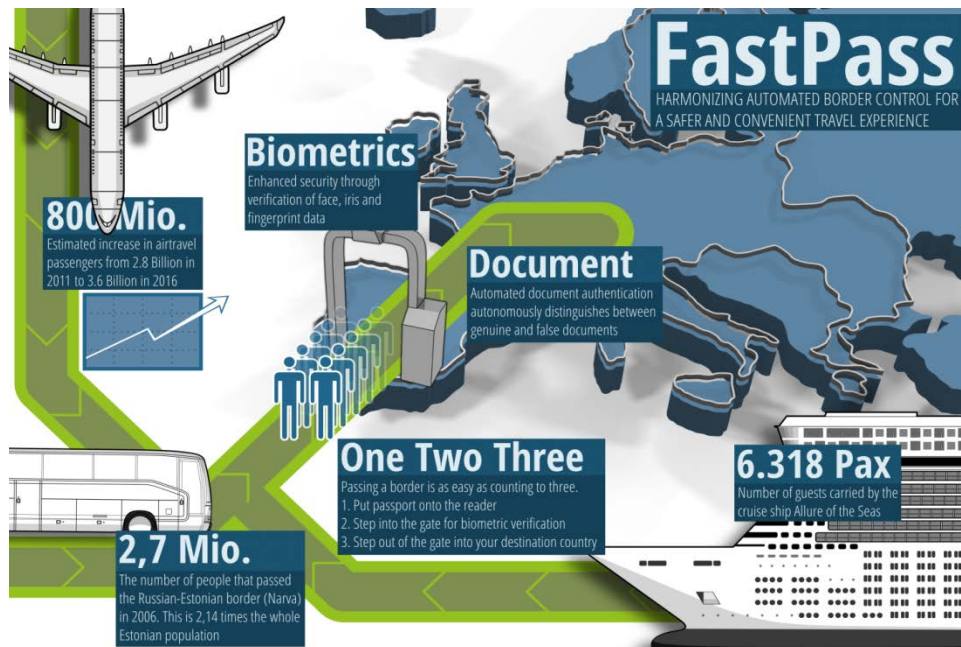 FastPass
HARMONIZING AUTOMATED BORDER CONTROL FOR
A SAFER AND CONVENIENT TRAVEL EXPERIENCE
Biometrics
Enhanced security through
verification of face, iris and
fingerprint data
800 Mio.
Estimated increase in airtravel
passengers from 2.8 Billion in
2011 to 3.6 Billion in 2016
Document
Automated document authentication
autonomously distinguishes between
genuine and false documents
One Two Three
Passing a border is as easy as counting to three.
1. Put passport onto the reader
2. Step into the gate for biometric verification
3. Step out of the gate into your destination country
6.318 Pax
Number of guests carried by the
cruise ship Allure of the Seas
2,7 Mio.
The number of people that passed
the Russian-Estonian border (Narva)
in 2006. This is 2,14 times the whole
Estonian population